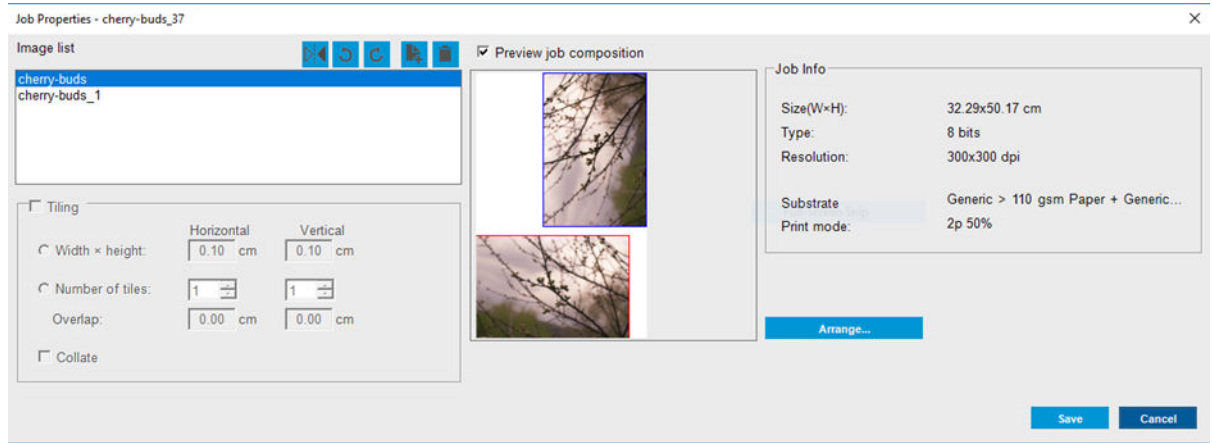 Job Properties - cherry-buds_37
Image list
cherry-buds
cherry-buds_1
Tiling
Horizontal Vertical
Width × height: 0.10 cm 0.10 cm
Number of tiles: 1 1
Overlap: 0.00 cm 0.00 cm
Collate
Preview job composition
Job Info
Size(W×H): 32.29x50.17 cm
Type: 8 bits
Resolution: 300x300 dpi
Substrate Generic > 110 gsm Paper + Generic...
Print mode: 2p 50%
Arrange...
Save Cancel